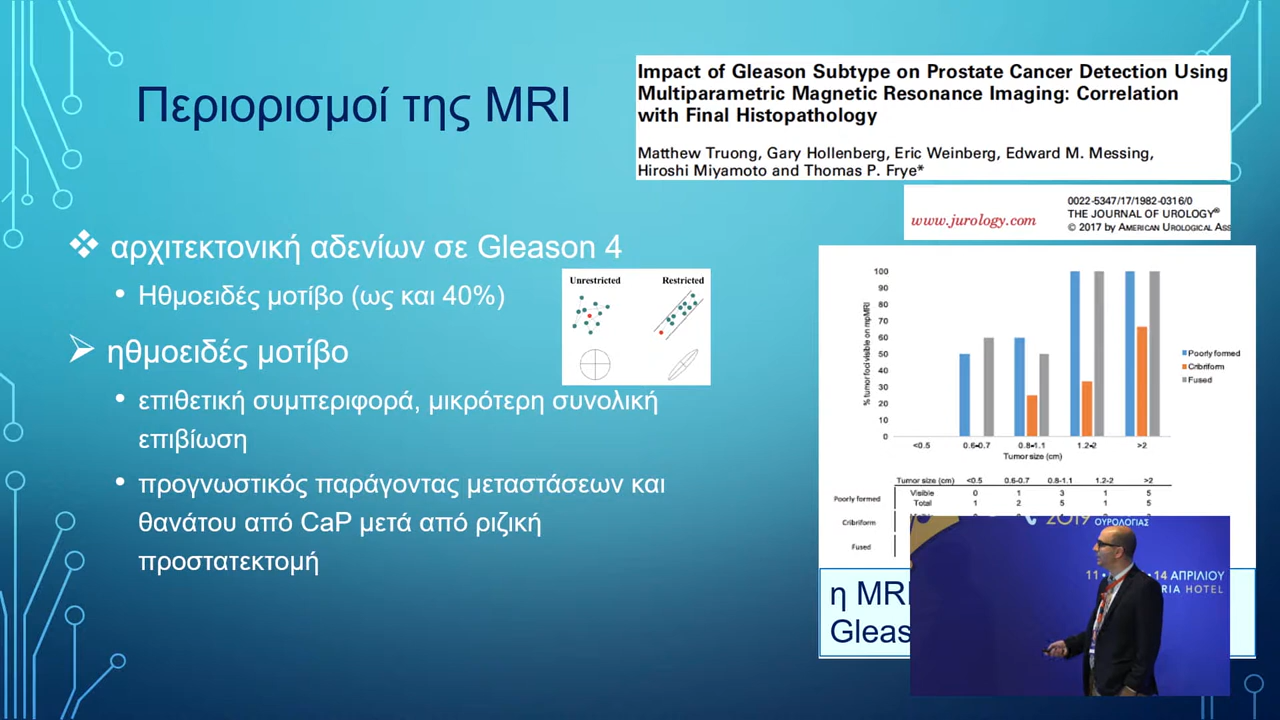 Περιορισμοί της MRI
Impact of Gleason Subtype on Prostate Cancer Detection Using
Multiparametric Magnetic Resonance Imaging: Correlation
with Final Histopathology
Matthew Truong, Gary Hollenberg, Eric Weinberg, Edward M. Messing,
Hiroshi Miyamoto and Thomas P. Frye*
www.jurology.com
0022-5347/17/1982-0316/0
THE JOURNAL OF UROLOGY®
© 2017 by AMERICAN UROLOGICAL ASS
❖ αρχιτεκτονική αδενίων σε Gleason 4
• Ηθμοειδές μοτίβο (ως και 40%)
➢ ηθμοειδές μοτίβο
• επιθετική συμπεριφορά, μικρότερη συνολική
επιβίωση
• προγνωστικός παράγοντας μεταστάσεων και
θανάτου από CaP μετά από ριζική
προστατεκτομή
Unrestricted Restricted
% tumor foci visible on mpMRI
100
90
80
70
60
50
40
30
20
10
0
<0.5 0.6-0.7 0.8-1.1 1.2-2 >2
Tumor size (cm)
Poorly formed
Cribriform
Fused
Tumor size (cm) <0.5 0.6-0.7 0.8-1.1 1.2-2 >2
Poorly formed
Visible 0 1 3 1 5
Total 1 2 5 1 5
Cribriform
Fused
η MRI
Gleas
2019 ΟΥΡΟΛΟΓΙΑΣ
11 • 14 ΑΠΡΙΛΙΟΥ
RIA HOTEL